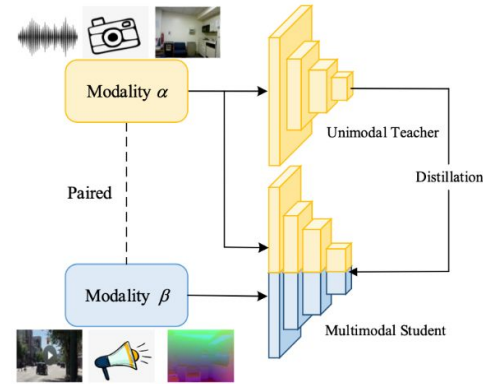 Modality α
Unimodal Teacher
Distillation
Paired
Modality β
Multimodal Student